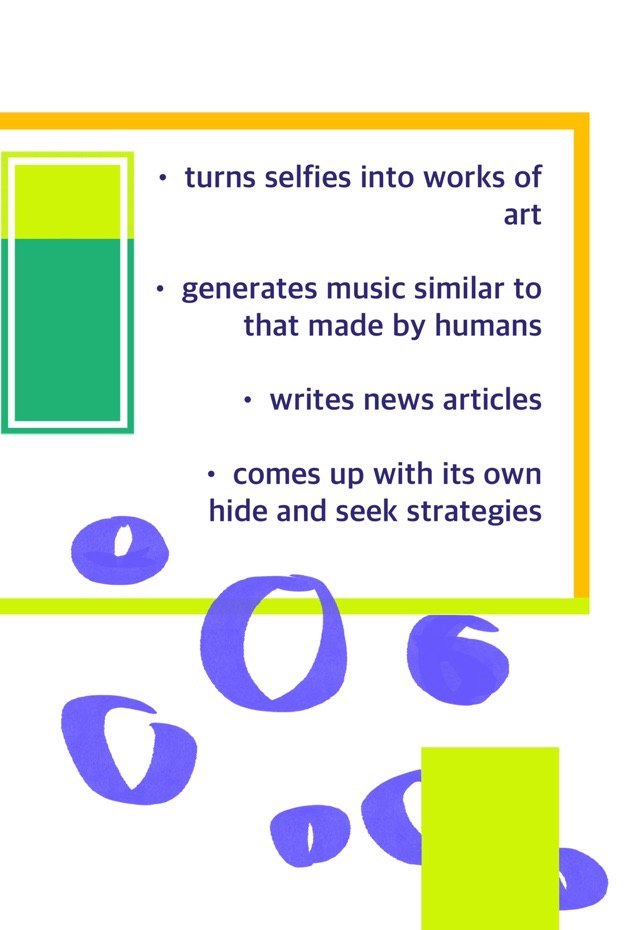 • turns selfies into works of
art
• generates music similar to
that made by humans
• writes news articles
• comes up with its own
hide and seek strategies